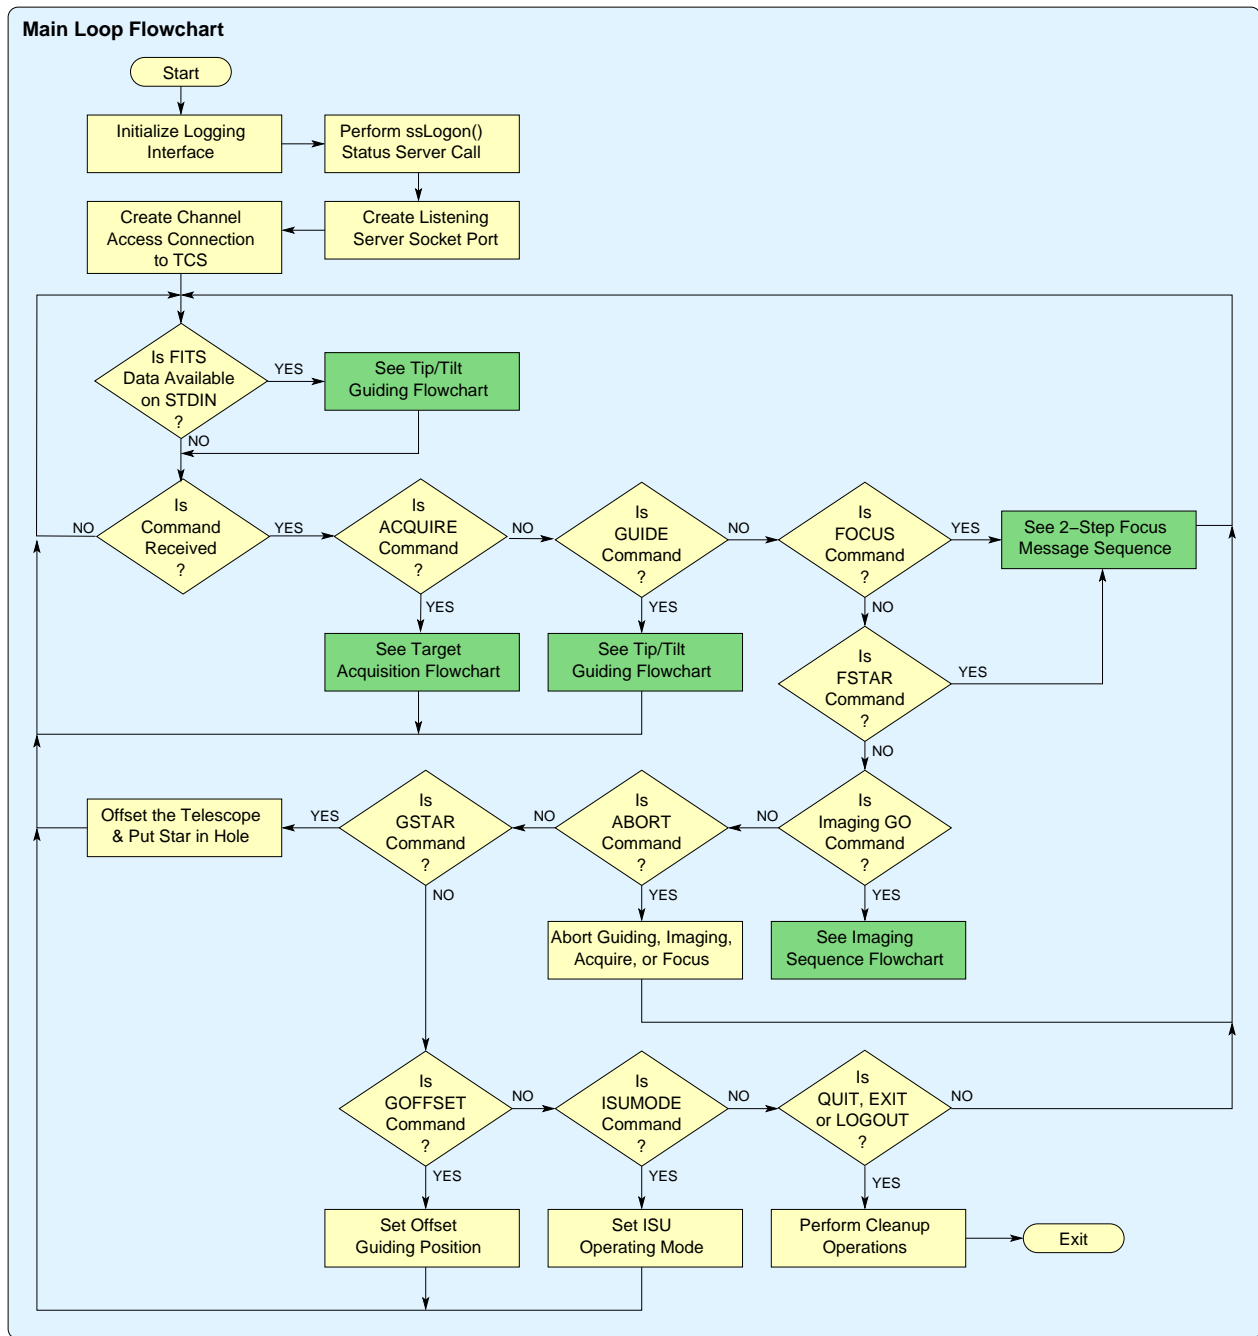 Main Loop Flowchart
Start
Initialize Logging
Interface
Perform ssLogon()
Status Server Call
Create Channel
Access Connection
to TCS
Create Listening
Server Socket Port
Is FITS
Data Available
on STDIN
?
YES
See Tip/Tilt
Guiding Flowchart
NO
Is
Command
Received
?
NO
YES
Is
ACQUIRE
Command
?
NO
Is
GUIDE
Command
?
NO
Is
FOCUS
Command
?
YES
See 2–Step Focus
Message Sequence
YES
YES
NO
See Target
Acquisition Flowchart
See Tip/Tilt
Guiding Flowchart
Is
FSTAR
Command
?
YES
NO
Offset the Telescope
& Put Star in Hole
YES
Is
GSTAR
Command
?
NO
Is
ABORT
Command
?
NO
Is
Imaging GO
Command
?
NO
YES
YES
Abort Guiding, Imaging,
Acquire, or Focus
See Imaging
Sequence Flowchart
Is
GOFFSET
Command
?
NO
Is
ISUMODE
Command
?
NO
Is
QUIT, EXIT
or LOGOUT
?
NO
YES
YES
YES
Set Offset
Guiding Position
Set ISU
Operating Mode
Perform Cleanup
Operations
Exit